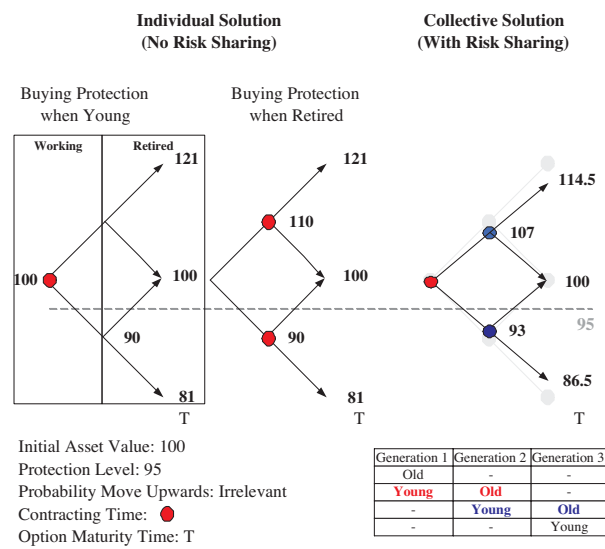 Individual Solution
(No Risk Sharing)
Collective Solution
(With Risk Sharing)
Buying Protection
when Young
Buying Protection
when Retired
Working
Retired
121
100
100
90
81
T
121
110
100
90
81
T
114.5
107
100
95
93
86.5
T
Initial Asset Value: 100
Protection Level: 95
Probability Move Upwards: Irrelevant
Contracting Time:
Option Maturity Time: T
Generation 1 Generation 2 Generation 3
Old - -
Young Old -
- Young Old
- - Young